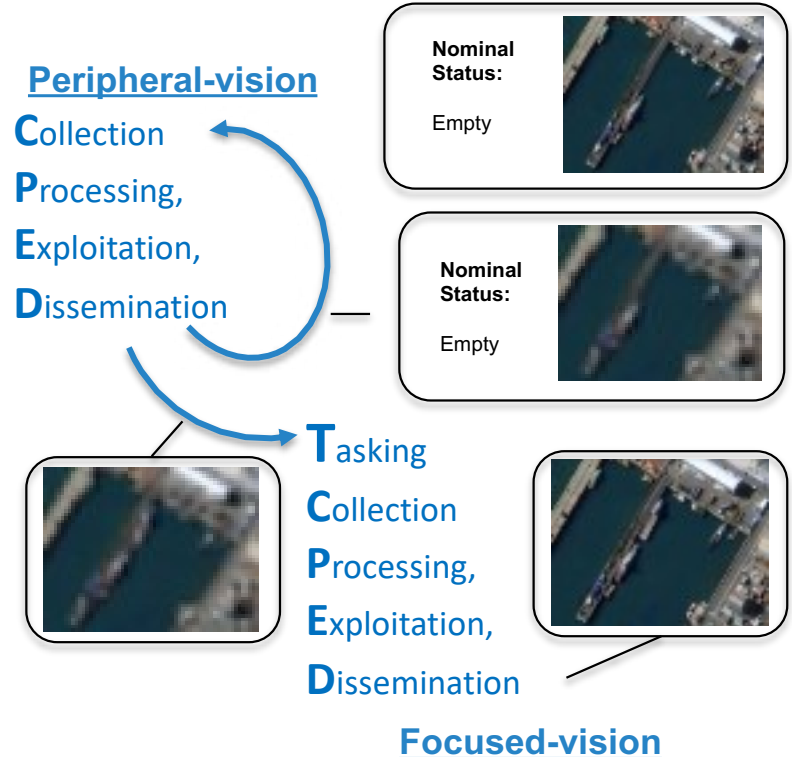 Peripheral-vision
Collection
Processing,
Exploitation,
Dissemination
Nominal
Status:
Empty
Nominal
Status:
Empty
Tasking
Collection
Processing,
Exploitation,
Dissemination
Focused-vision